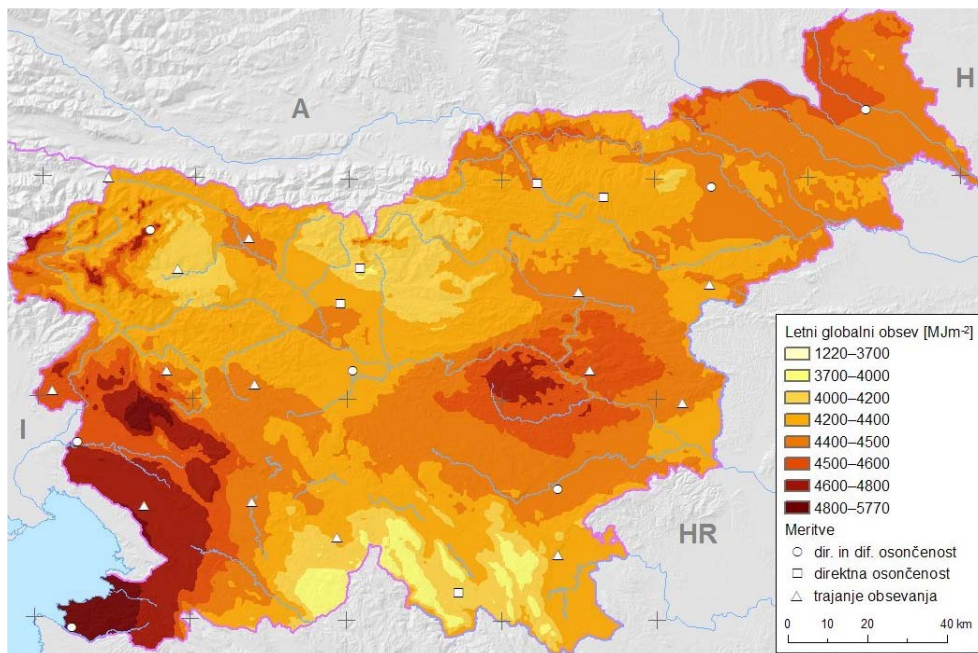 A
H
I
HR
Letni globalni obsev [MJm-2]
1220–3700
3700–4000
4000–4200
4200–4400
4400–4500
4500–4600
4600–4800
4800–5770
Meritve
dir. in dif. osončenost
direktna osončenost
trajanje obsevanja
0 10 20 40 km